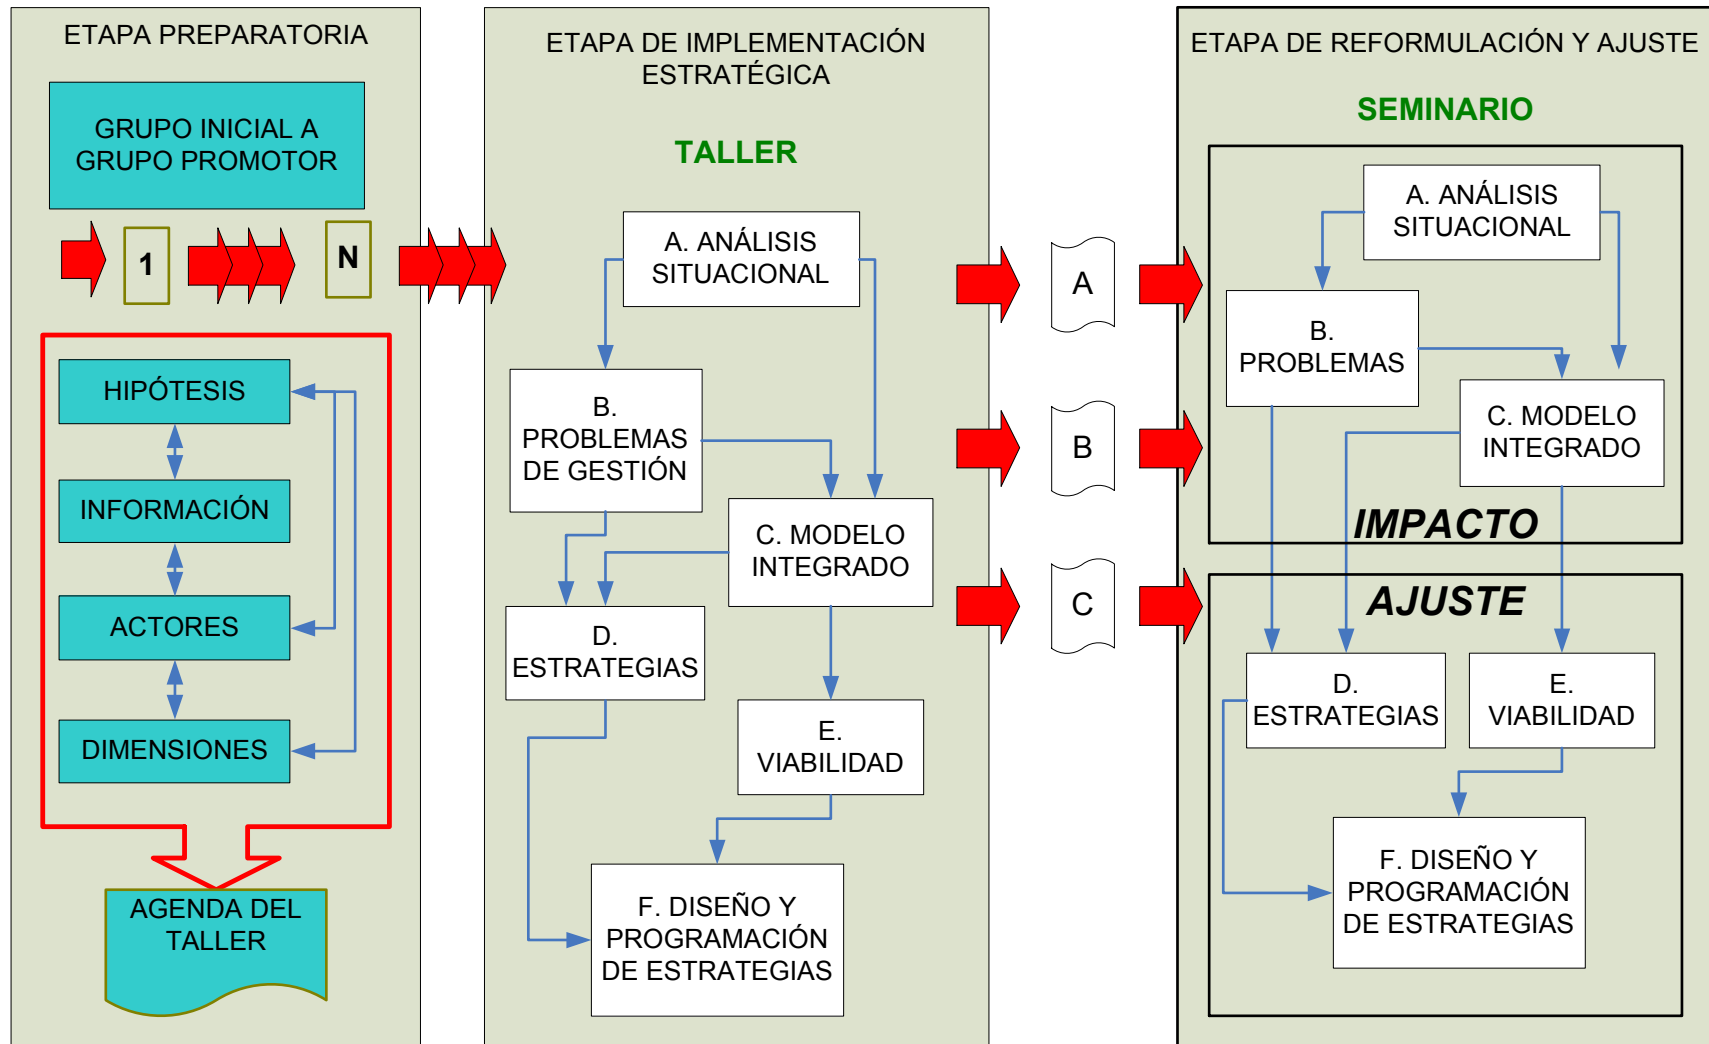 ETAPA PREPARATORIA
GRUPO INICIAL A
GRUPO PROMOTOR
1
N
HIPÓTESIS
INFORMACIÓN
ACTORES
DIMENSIONES
AGENDA DEL
TALLER
ETAPA DE IMPLEMENTACIÓN
ESTRATÉGICA
TALLER
A. ANÁLISIS
SITUACIONAL
B.
PROBLEMAS
DE GESTIÓN
C. MODELO
INTEGRADO
D.
ESTRATEGIAS
E.
VIABILIDAD
F. DISEÑO Y
PROGRAMACIÓN
DE ESTRATEGIAS
A
B
C
ETAPA DE REFORMULACIÓN Y AJUSTE
SEMINARIO
A. ANÁLISIS
SITUACIONAL
B.
PROBLEMAS
C. MODELO
INTEGRADO
IMPACTO
AJUSTE
D.
ESTRATEGIAS
E.
VIABILIDAD
F. DISEÑO Y
PROGRAMACIÓN
DE ESTRATEGIAS